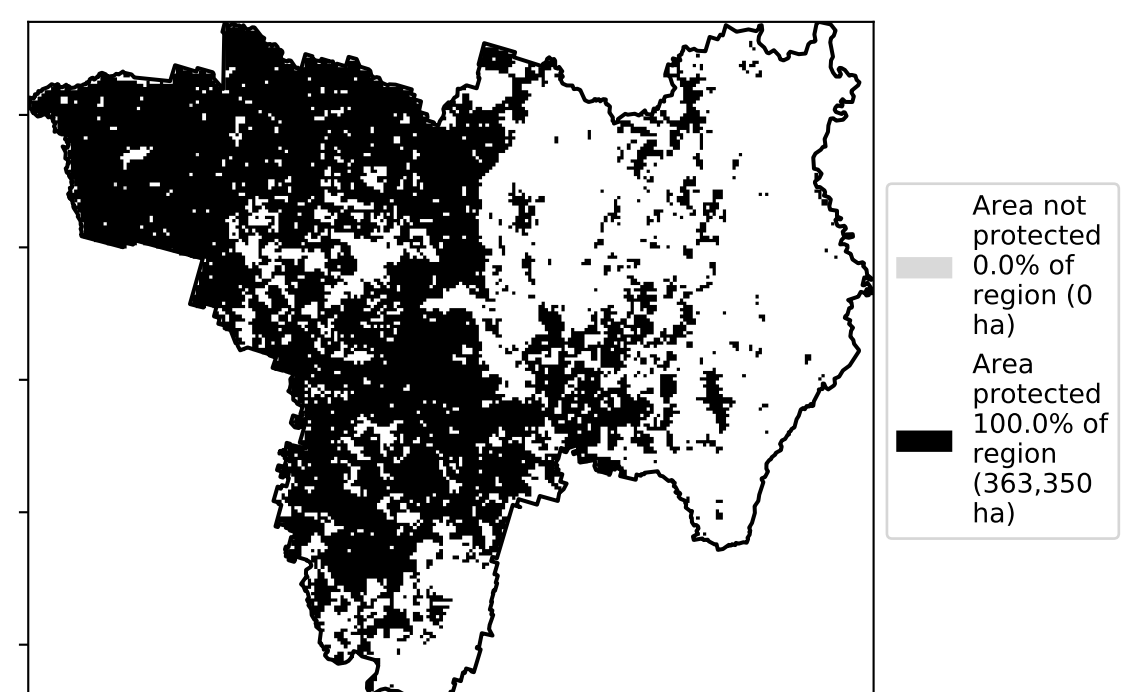 Area not
protected
0.0% of
region (0
ha)
Area
protected
100.0% of
region
(363,350
ha)